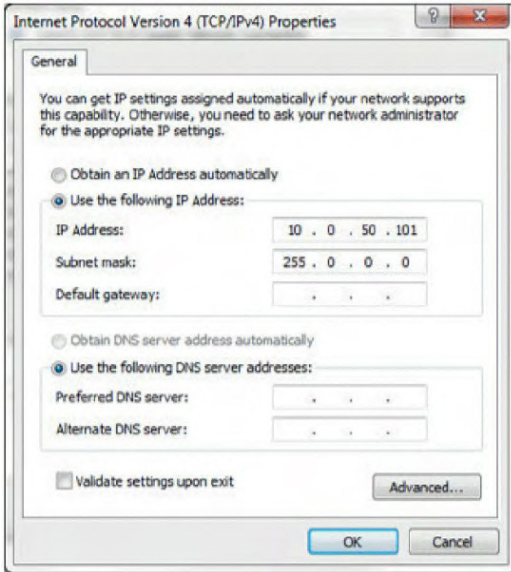 Internet Protocol Version 4 (TCP/IPv4) Properties
?
X
General
You can get IP settings assigned automatically if your network supports
this capability. Otherwise, you need to ask your network administrator
for the appropriate IP settings.
Obtain an IP Address automatically
Use the following IP Address:
IP Address: 10 . 0 . 50 . 101
Subnet mask: 255 . 0 . 0 . 0
Default gateway: . . .
Obtain DNS server address automatically
Use the following DNS server addresses:
Preferred DNS server: . . .
Alternate DNS server: . . .
Validate settings upon exit
Advanced...
OK Cancel